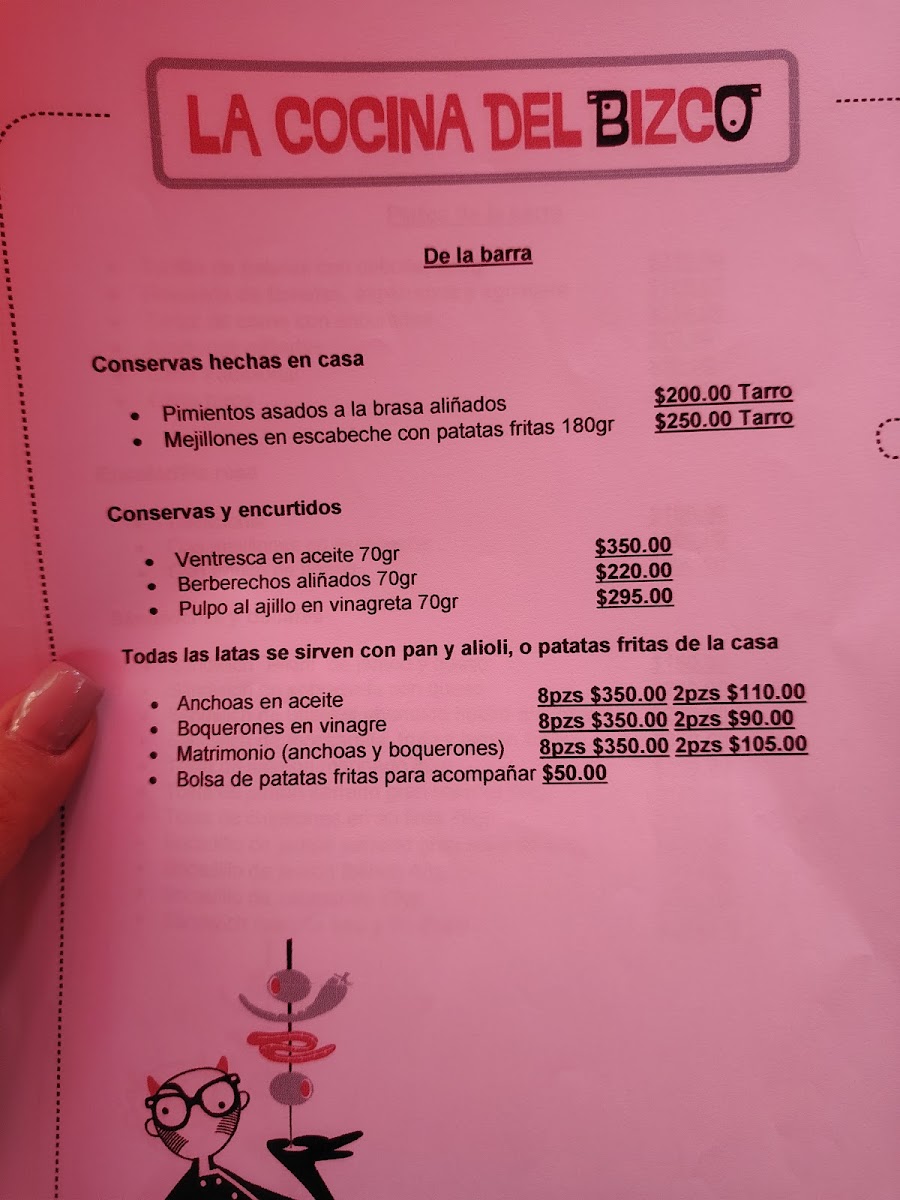 LA COCINA DEL BIZCO
De la barra
Conservas hechas en casa
• Pimientos asados a la brasa aliñados $200.00 Tarro
• Mejillones en escabeche con patatas fritas 180gr $250.00 Tarro
Conservas y encurtidos
• Ventresca en aceite 70gr $350.00
• Berberechos aliñados 70gr $220.00
• Pulpo al ajillo en vinagreta 70gr $295.00
Todas las latas se sirven con pan y alioli, o patatas fritas de la casa
• Anchoas en aceite 8pzs $350.00 2pzs $110.00
• Boquerones en vinagre 8pzs $350.00 2pzs $90.00
• Matrimonio (anchoas y boquerones) 8pzs $350.00 2pzs $105.00
• Bolsa de patatas fritas para acompañar $50.00